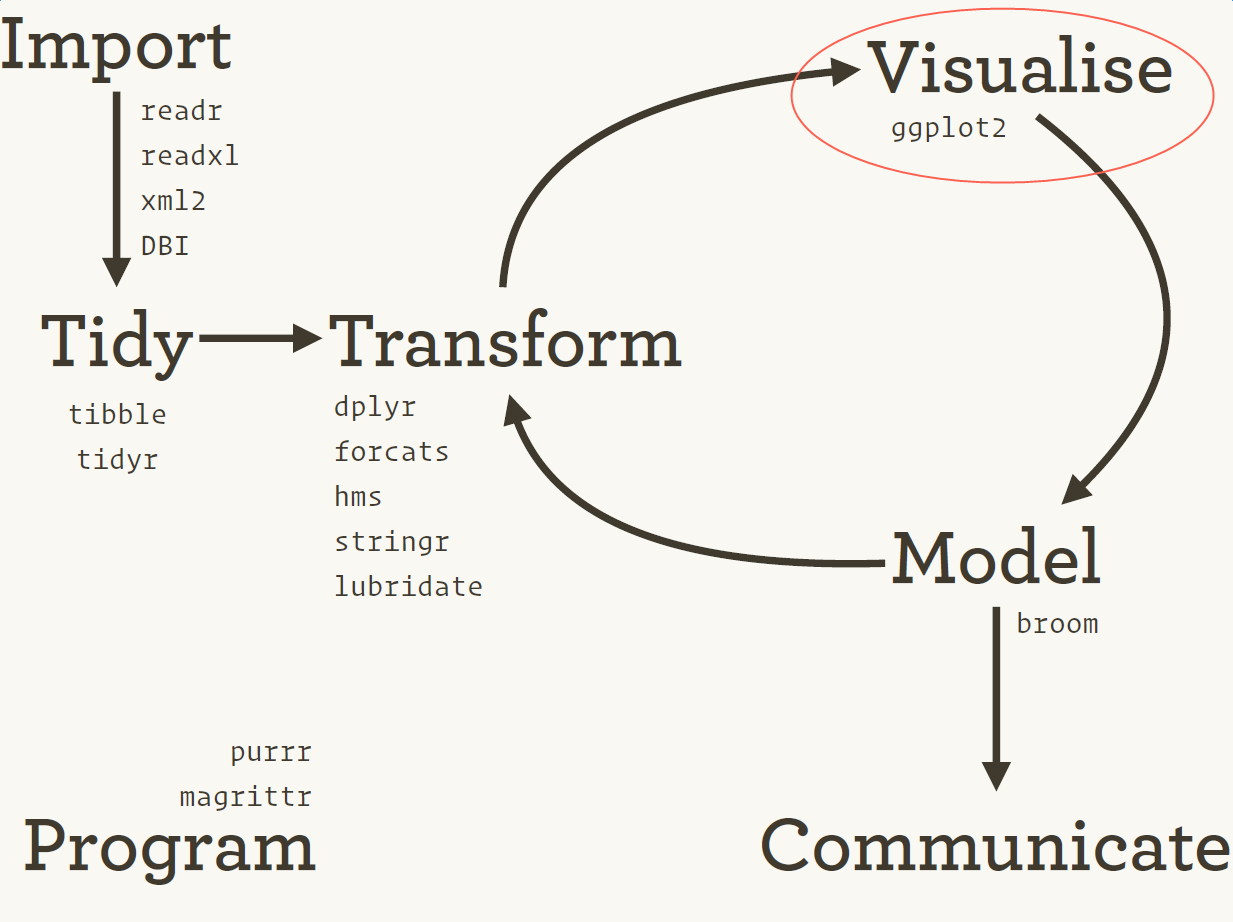 Import
readr
readxl
xml2
DBI
Tidy
tibble
tidyr
Transform
dplyr
forcats
hms
stringr
lubridate
Visualise
ggplot2
Model
broom
purrr
magrittr
Program
Communicate